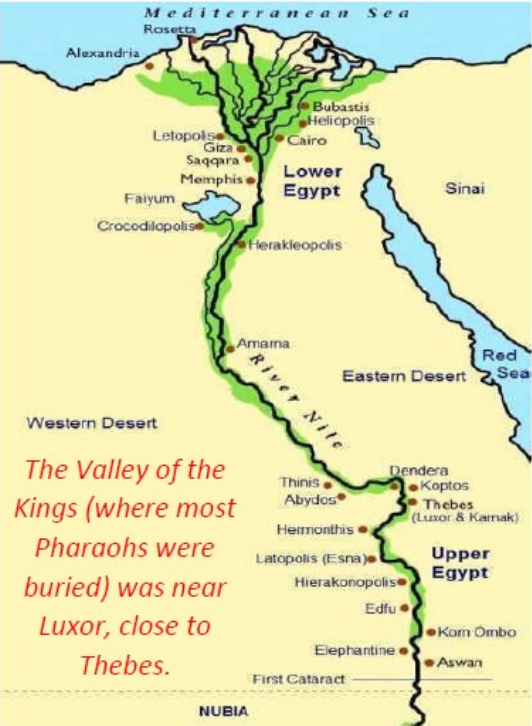 Mediterranean Sea
Rosetta
Alexandria
Bubastis
Heliopolis
Letopolis
Cairo
Giza
Saqqara
Lower
Egypt
Memphis
Sinai
Faiyum
Crocodilopolis
Herakleopolis
Amarna
Red
Sea
River Nile
Eastern Desert
Western Desert
The Valley of the
Kings (where most
Pharaohs were
buried) was near
Luxor, close to
Thebes.
Dendera
Thinis
Koptos
Abydos
Thebes
(Luxor & Karnak)
Hermonthis
Latopolis (Esna)
Upper
Egypt
Hierakonopolis
Edfu
Kom Ombo
Elephantine
Aswan
First Cataract
NUBIA